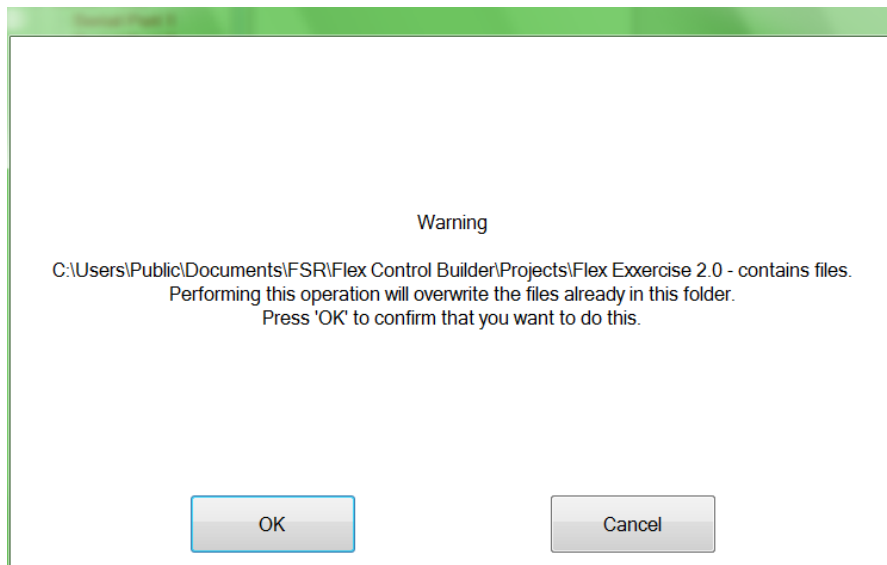 Warning
C:\Users\Public\Documents\FSR\Flex Control Builder\Projects\Flex Exxercise 2.0 - contains files.
Performing this operation will overwrite the files already in this folder.
Press 'OK' to confirm that you want to do this.
OK
Cancel